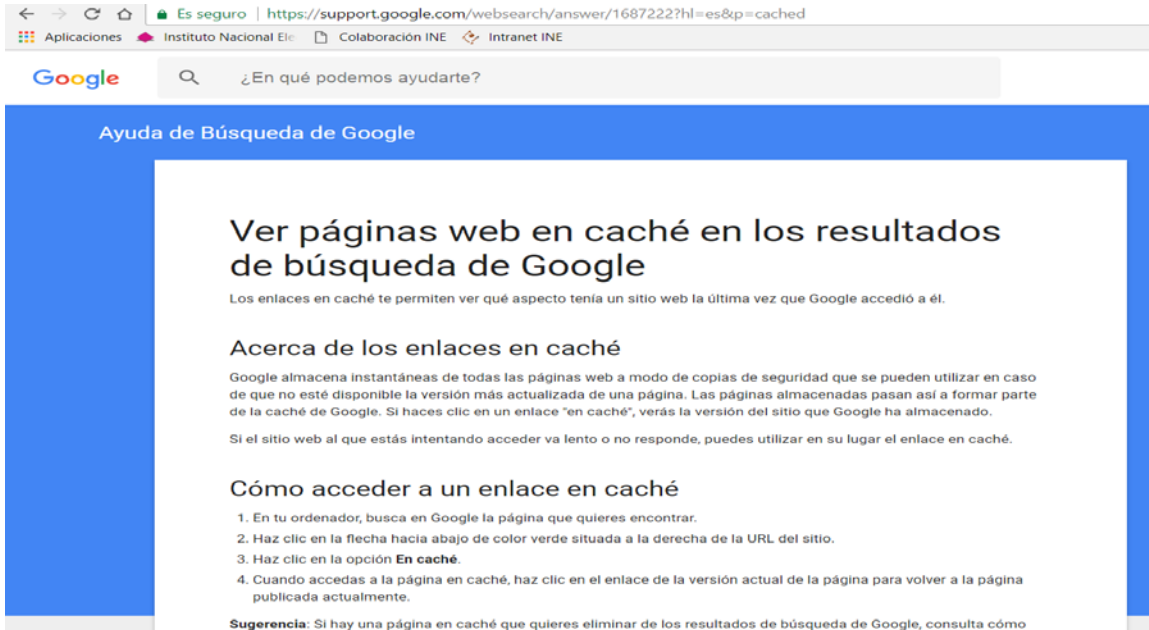 Es seguro | https://support.google.com/websearch/answer/1687222?hl=es&p=cached
Aplicaciones Instituto Nacional Ele Colaboración INE Intranet INE
Google ¿En qué podemos ayudarte?
Ayuda de Búsqueda de Google
Ver páginas web en caché en los resultados
de búsqueda de Google
Los enlaces en caché te permiten ver qué aspecto tenía un sitio web la última vez que Google accedió a él.
Acerca de los enlaces en caché
Google almacena instantáneas de todas las páginas web a modo de copias de seguridad que se pueden utilizar en caso
de que no esté disponible la versión más actualizada de una página. Las páginas almacenadas pasan así a formar parte
de la caché de Google. Si haces clic en un enlace "en caché", verás la versión del sitio que Google ha almacenado.
Si el sitio web al que estás intentando acceder va lento o no responde, puedes utilizar en su lugar el enlace en caché.
Cómo acceder a un enlace en caché
1. En tu ordenador, busca en Google la página que quieres encontrar.
2. Haz clic en la flecha hacia abajo de color verde situada a la derecha de la URL del sitio.
3. Haz clic en la opción En caché.
4. Cuando accedas a la página en caché, haz clic en el enlace de la versión actual de la página para volver a la página
publicada actualmente.
Sugerencia: Si hay una página en caché que quieres eliminar de los resultados de búsqueda de Google, consulta cómo